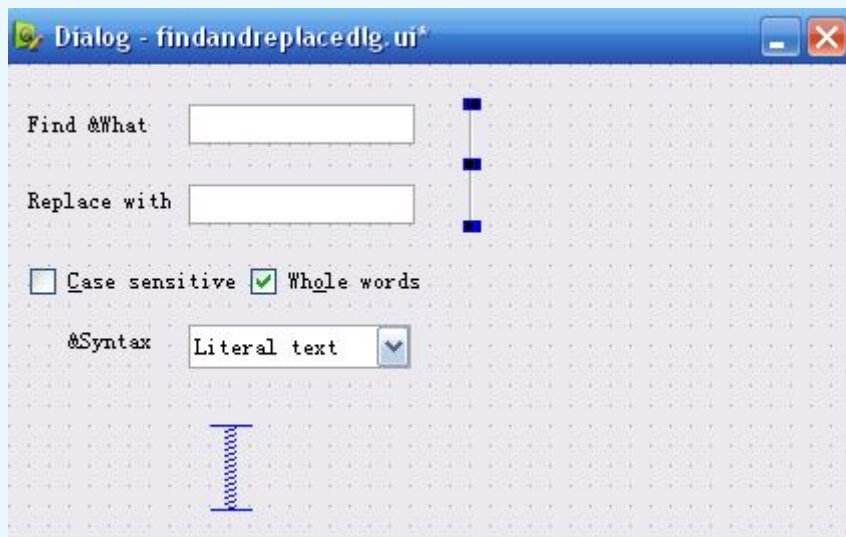 Dialog - findandreplacedlg.ui*
Find &What
Replace with
Case sensitive Whole words
&Syntax Literal text